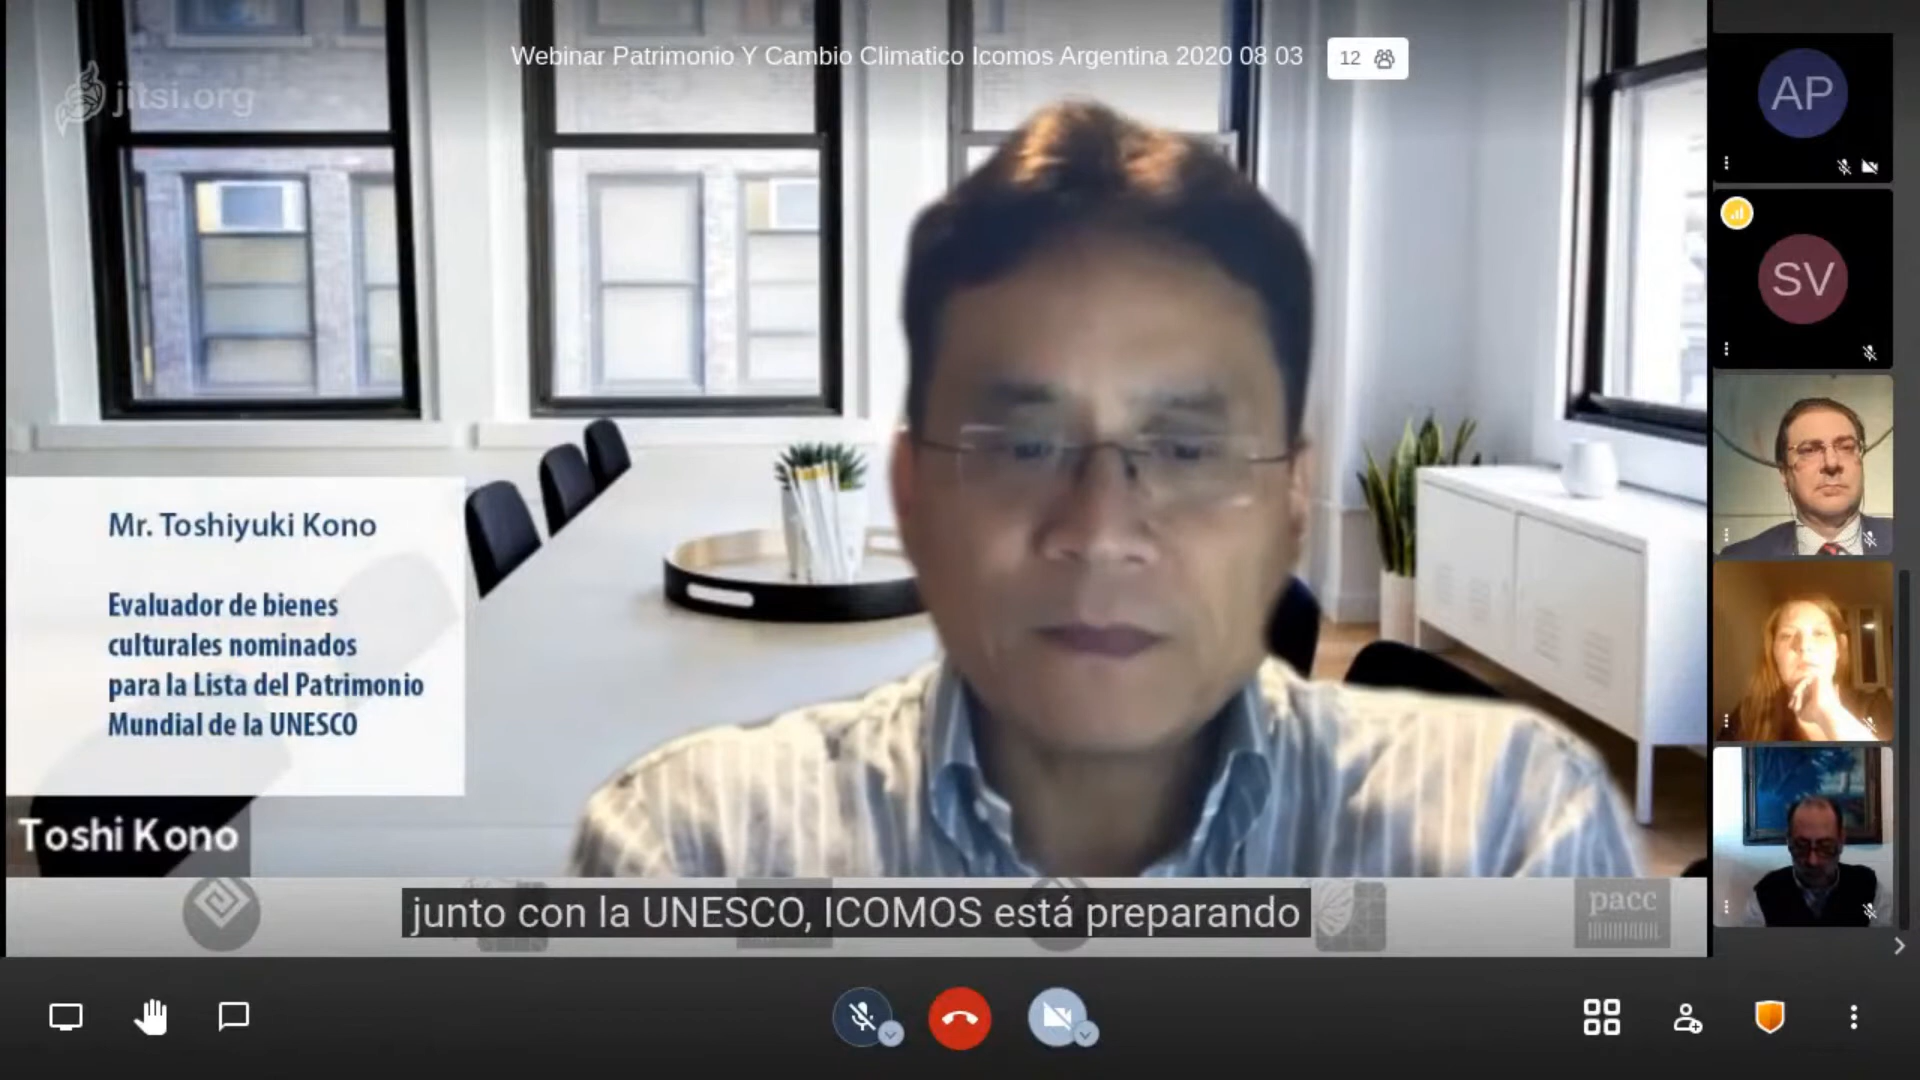 Webinar Patrimonio Y Cambio Climatico Icomos Argentina 2020 08 03
12
jitsi.org
AP
SV
Mr. Toshiyuki Kono
Evaluador de bienes
culturales nominados
para la Lista del Patrimonio
Mundial de la UNESCO
Toshi Kono
junto con la UNESCO, ICOMOS está preparando
pacc